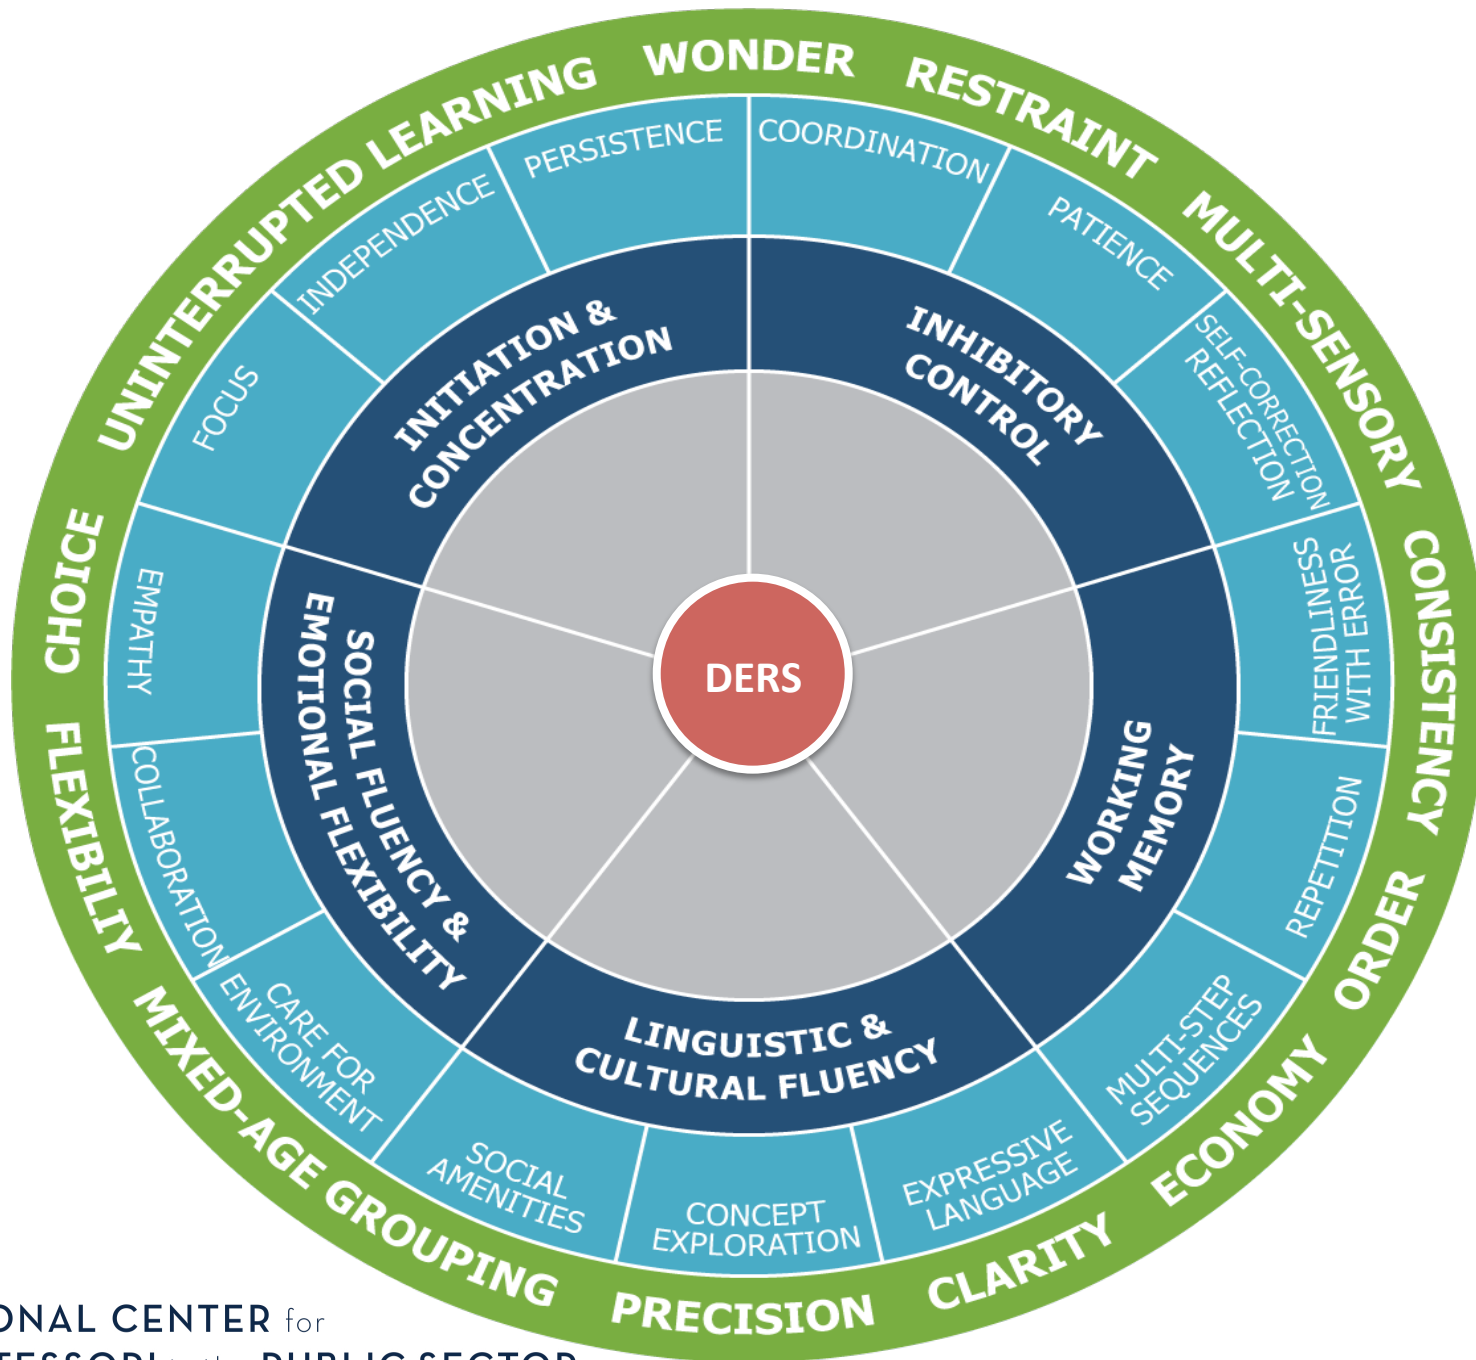 WONDER
RESTRAINT
MULTI-SENSORY
CONSISTENCY
ORDER
ECONOMY
CLARITY
PRECISION
MIXED-AGE GROUPING
FLEXIBILIY
CHOICE
UNINTERRUPTED LEARNING
COORDINATION
PATIENCE
SELF-CORRECTION
REFLECTION
FRIENDLINESS
WITH ERROR
REPETITION
MULTI-STEP
SEQUENCES
EXPRESSIVE
LANGUAGE
CONCEPT
EXPLORATION
SOCIAL
AMENITIES
CARE FOR
ENVIRONMENT
COLLABORATION
EMPATHY
FOCUS
INDEPENDENCE
PERSISTENCE
INHIBITORY
CONTROL
WORKING
MEMORY
LINGUISTIC &
CULTURAL FLUENCY
SOCIAL FLUENCY &
EMOTIONAL FLEXIBILITY
INITIATION &
CONCENTRATION
DERS
ONAL CENTER for
PUBLIC SECTOR